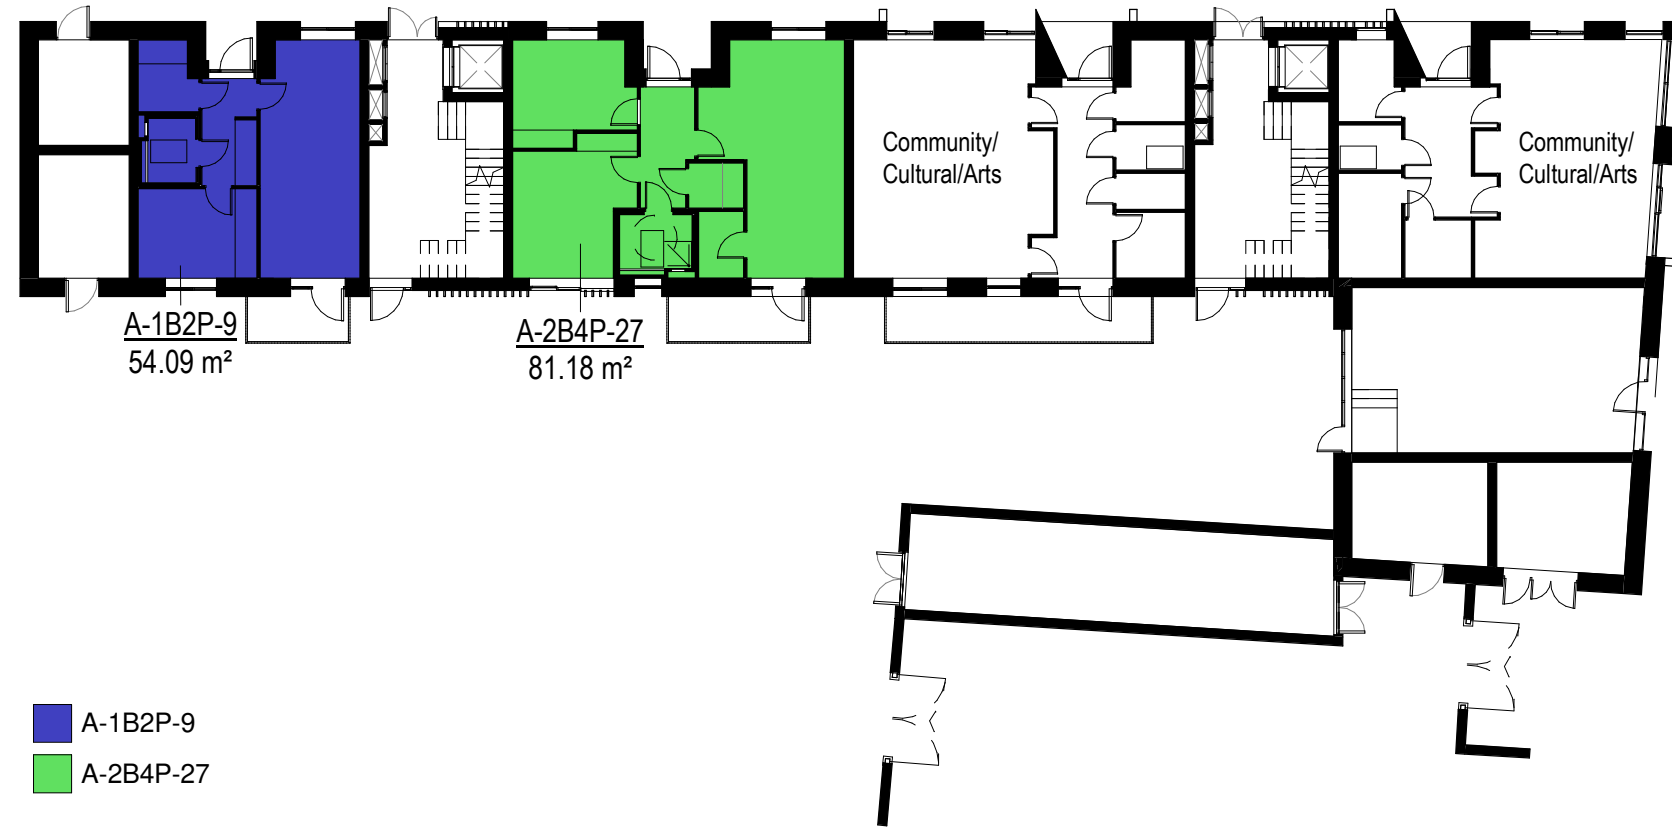 Community/
Cultural/Arts
Community/
Cultural/Arts
A-1B2P-9
54.09 m²
A-2B4P-27
81.18 m²
A-1B2P-9
A-2B4P-27